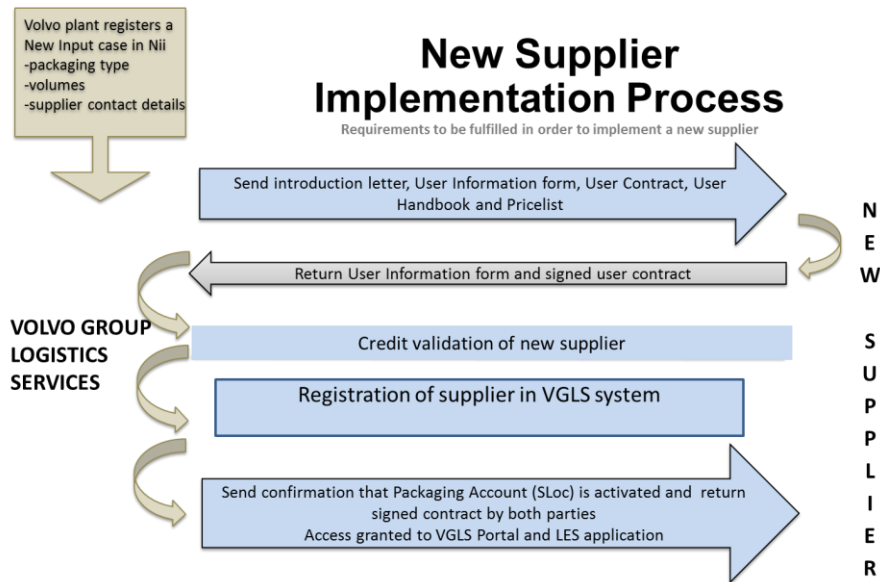 Volvo plant registers a
New Input case in Nii
-packaging type
-volumes
-supplier contact details
New Supplier
Implementation Process
Requirements to be fulfilled in order to implement a new supplier
Send introduction letter, User Information form, User Contract, User
Handbook and Pricelist
Return User Information form and signed user contract
VOLVO GROUP
LOGISTICS
SERVICES
Credit validation of new supplier
Registration of supplier in VGLS system
Send confirmation that Packaging Account (SLoc) is activated and return
signed contract by both parties
Access granted to VGLS Portal and LES application
N
E
W
S
U
P
P
L
I
E
R